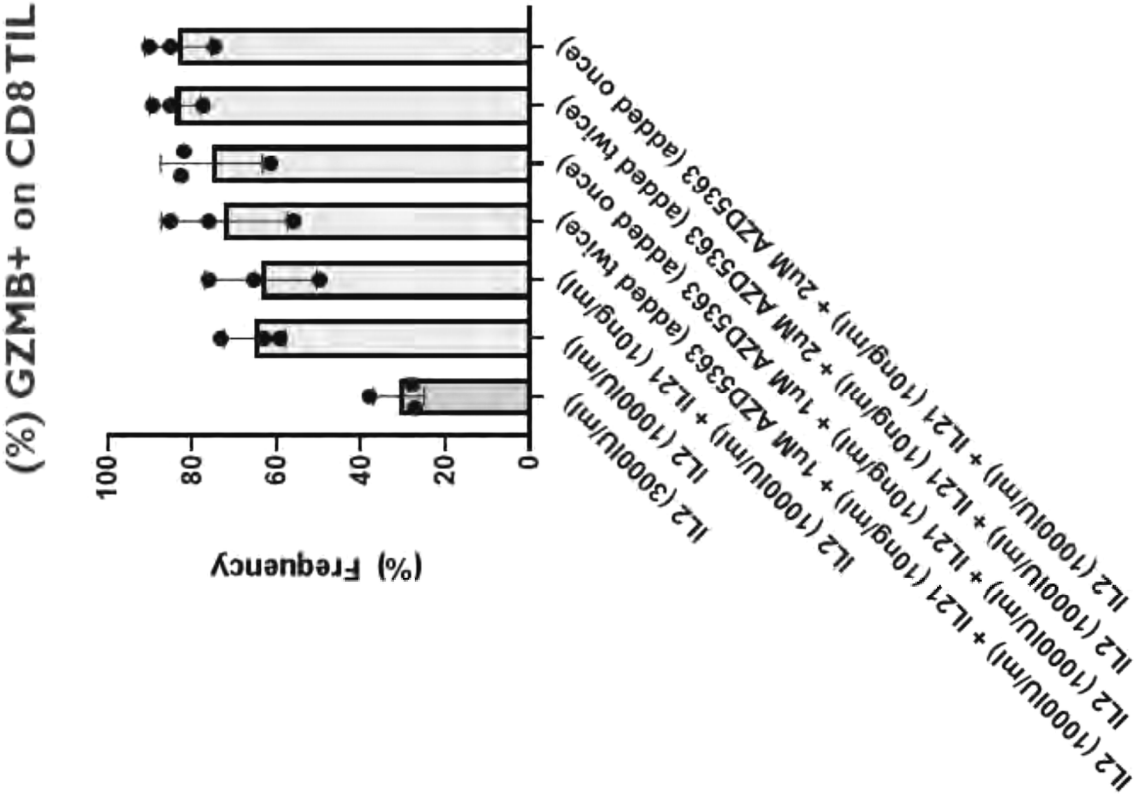 (%) GZMB+ on CD8 TIL
(%) Frequency
100
80
60
40
20
0
IL2 (3000IU/ml)
IL2 (1000IU/ml)
IL2 (1000IU/ml) + IL21 (10ng/ml)
IL2 (1000IU/ml) + IL21 (10ng/ml) + 1uM AZD5363 (added twice)
IL2 (1000IU/ml) + IL21 (10ng/ml) + 1uM AZD5363 (added once)
IL2 (1000IU/ml) + IL21 (10ng/ml) + 2uM AZD5363 (added twice)
IL2 (1000IU/ml) + IL21 (10ng/ml) + 2uM AZD5363 (added once)